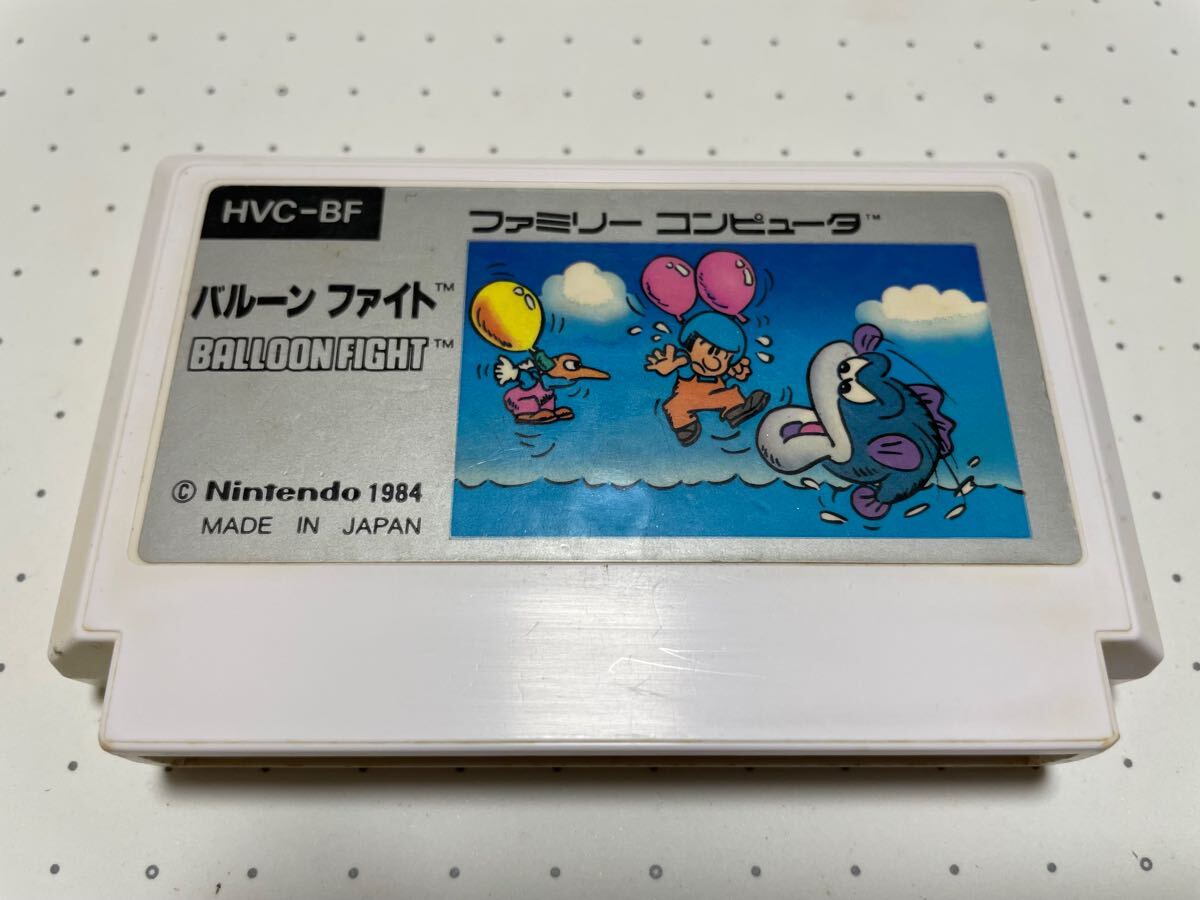 HVC-BF
ファミリー コンピュータ™
バルーン ファイト™
BALLOON FIGHT™
© Nintendo 1984
MADE IN JAPAN